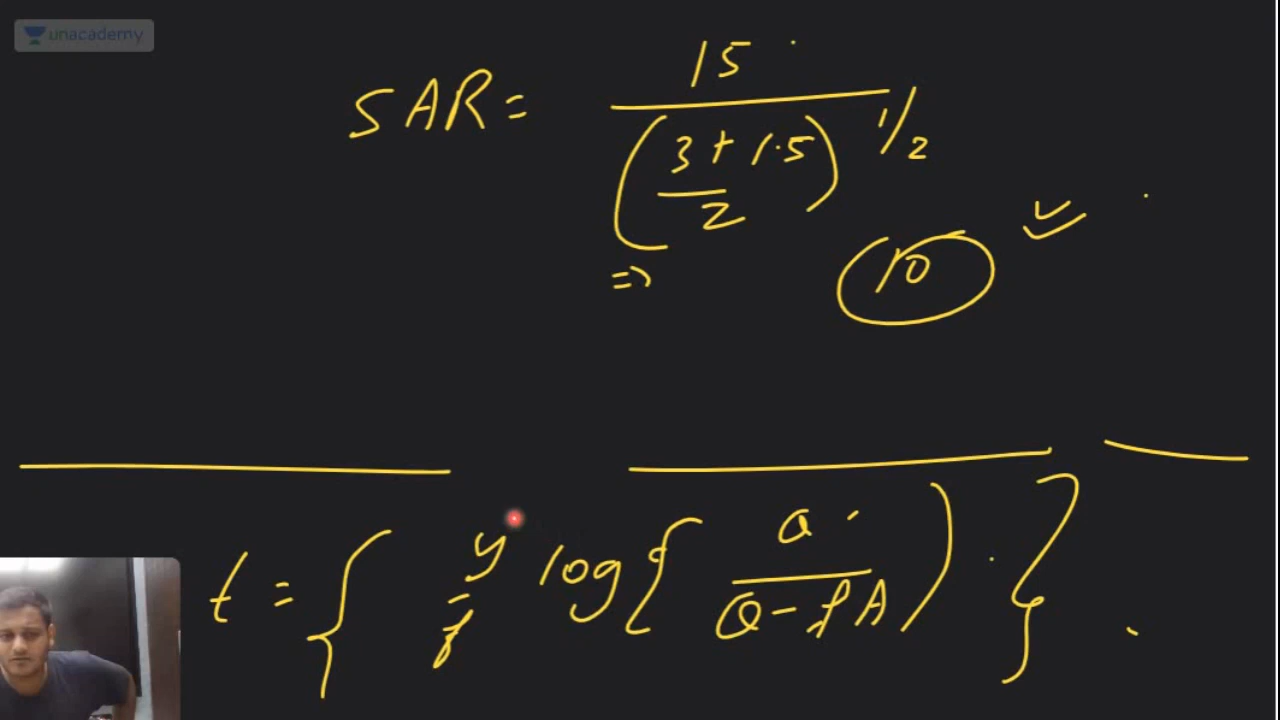 unacademy
SAR = 15 / ((3 + 1.5) / 2)^1/2
⇒ 10
t = { y/f log { Q / Q - fA ) }